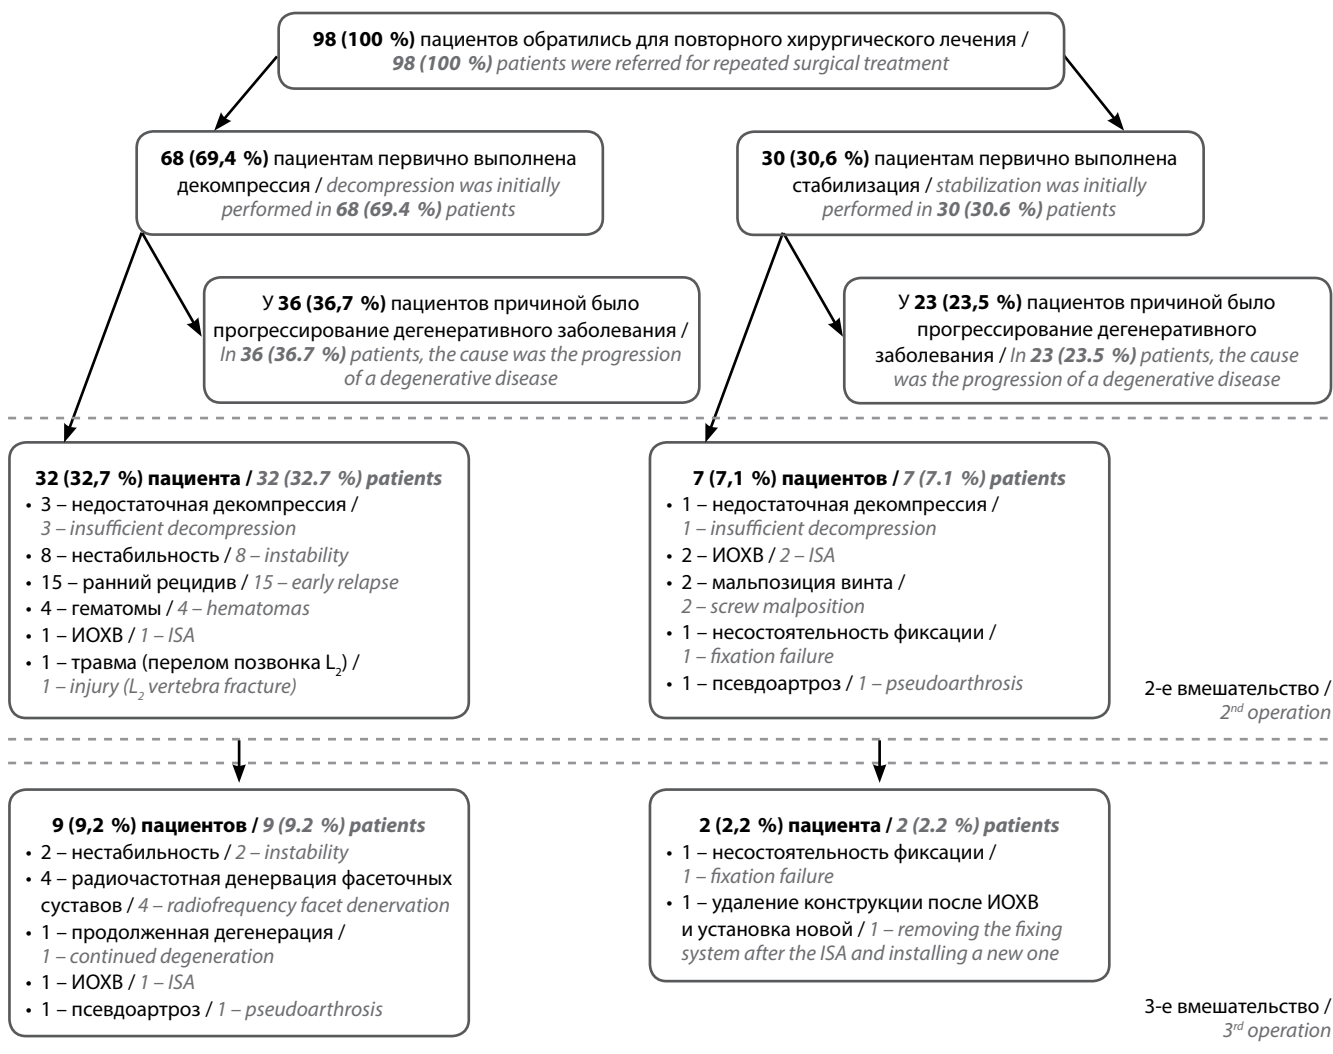 98 (100 %) пациентов обратились для повторного хирургического лечения /
98 (100 %) patients were referred for repeated surgical treatment
68 (69,4 %) пациентам первично выполнена
декомпрессия / decompression was initially
performed in 68 (69.4 %) patients
30 (30,6 %) пациентам первично выполнена
стабилизация / stabilization was initially
performed in 30 (30.6 %) patients
У 36 (36,7 %) пациентов причиной было
прогрессирование дегенеративного заболевания /
In 36 (36.7 %) patients, the cause was the progression
of a degenerative disease
У 23 (23,5 %) пациентов причиной было
прогрессирование дегенеративного
заболевания / In 23 (23.5 %) patients, the cause
was the progression of a degenerative disease
32 (32,7 %) пациента / 32 (32.7 %) patients
• 3 – недостаточная декомпрессия /
3 – insufficient decompression
• 8 – нестабильность / 8 – instability
• 15 – ранний рецидив / 15 – early relapse
• 4 – гематомы / 4 – hematomas
• 1 – ИОХВ / 1 – ISA
• 1 – травма (перелом позвонка L2) /
1 – injury (L2 vertebra fracture)
7 (7,1 %) пациентов / 7 (7.1 %) patients
• 1 – недостаточная декомпрессия /
1 – insufficient decompression
• 2 – ИОХВ / 2 – ISA
• 2 – мальпозиция винта /
2 – screw malposition
• 1 – несостоятельность фиксации /
1 – fixation failure
• 1 – псевдоартроз / 1 – pseudoarthrosis
2-е вмешательство /
2nd operation
9 (9,2 %) пациентов / 9 (9.2 %) patients
• 2 – нестабильность / 2 – instability
• 4 – радиочастотная денервация фасеточных
суставов / 4 – radiofrequency facet denervation
• 1 – продолженная дегенерация /
1 – continued degeneration
• 1 – ИОХВ / 1 – ISA
• 1 – псевдоартроз / 1 – pseudoarthrosis
2 (2,2 %) пациента / 2 (2.2 %) patients
• 1 – несостоятельность фиксации /
1 – fixation failure
• 1 – удаление конструкции после ИОХВ
и установка новой / 1 – removing the fixing
system after the ISA and installing a new one
3-е вмешательство /
3rd operation